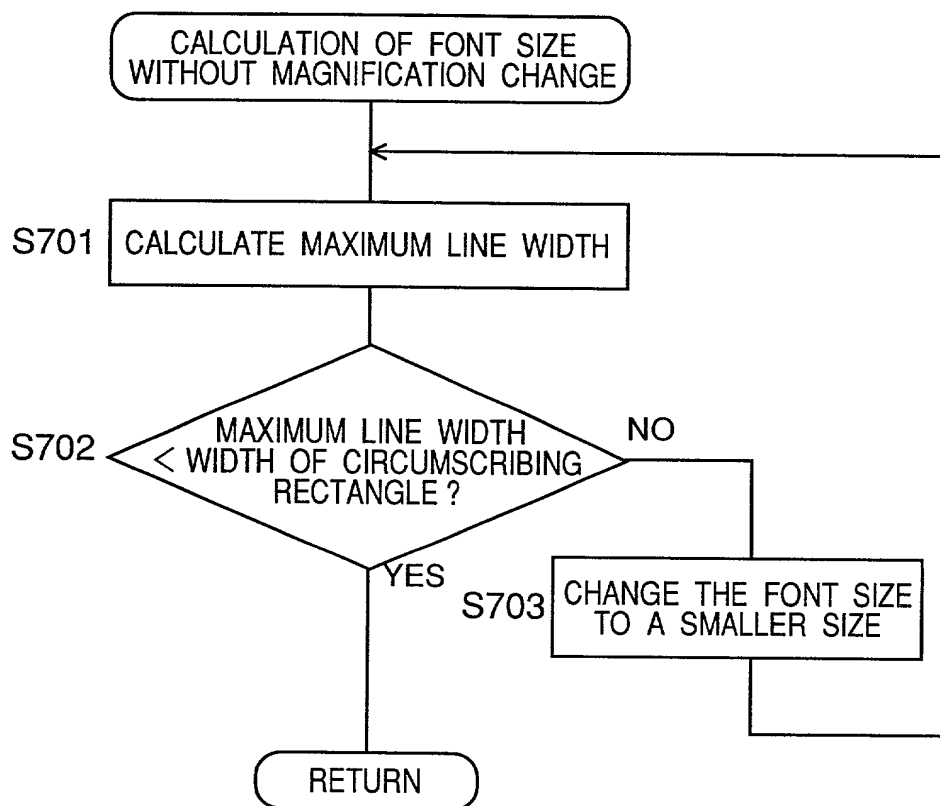 CALCULATION OF FONT SIZE
WITHOUT MAGNIFICATION CHANGE
S701
CALCULATE MAXIMUM LINE WIDTH
S702
MAXIMUM LINE WIDTH
< WIDTH OF CIRCUMSCRIBING
RECTANGLE ?
NO
YES
S703
CHANGE THE FONT SIZE
TO A SMALLER SIZE
RETURN